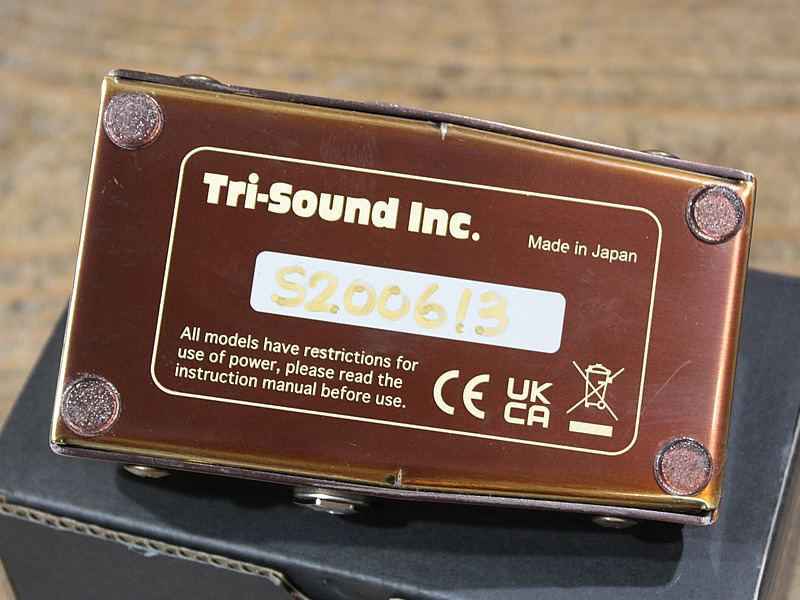 Tri-Sound Inc.
Made in Japan
S200613
All models have restrictions for
use of power, please read the
instruction manual before use.
CE
UK
CA